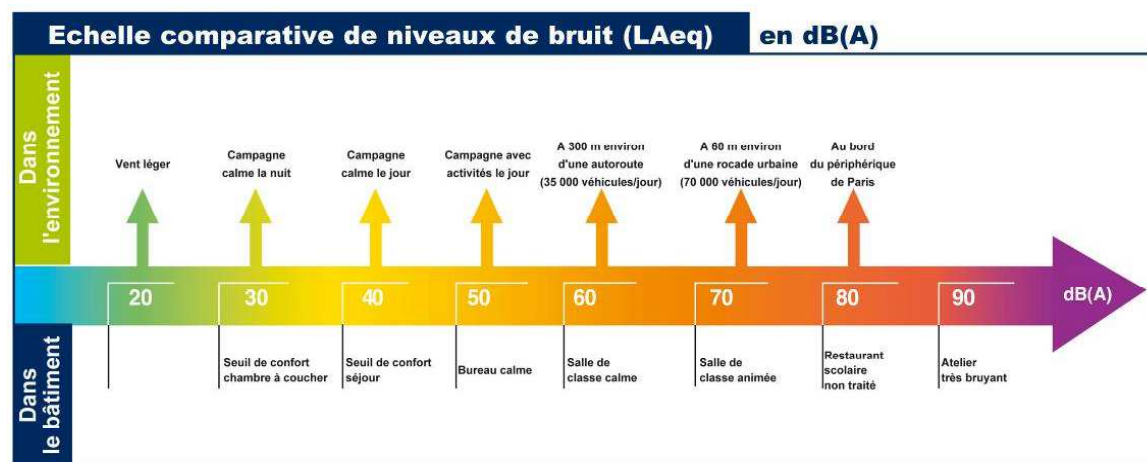 Echelle comparative de niveaux de bruit (LAeq) en dB(A)
Dans
l'environnement
Vent léger
Campagne
calme la nuit
Campagne
calme le jour
Campagne avec
activités le jour
A 300 m environ
d'une autoroute
(35 000 véhicules/jour)
A 60 m environ
d'une rocade urbaine
(70 000 véhicules/jour)
Au bord
du périphérique
de Paris
20 30 40 50 60 70 80 90 dB(A)
Dans
le bâtiment
Seuil de confort
chambre à coucher
Seuil de confort
séjour
Bureau calme
Salle de
classe calme
Salle de
classe animée
Restaurant
scolaire
non traité
Atelier
très bruyant